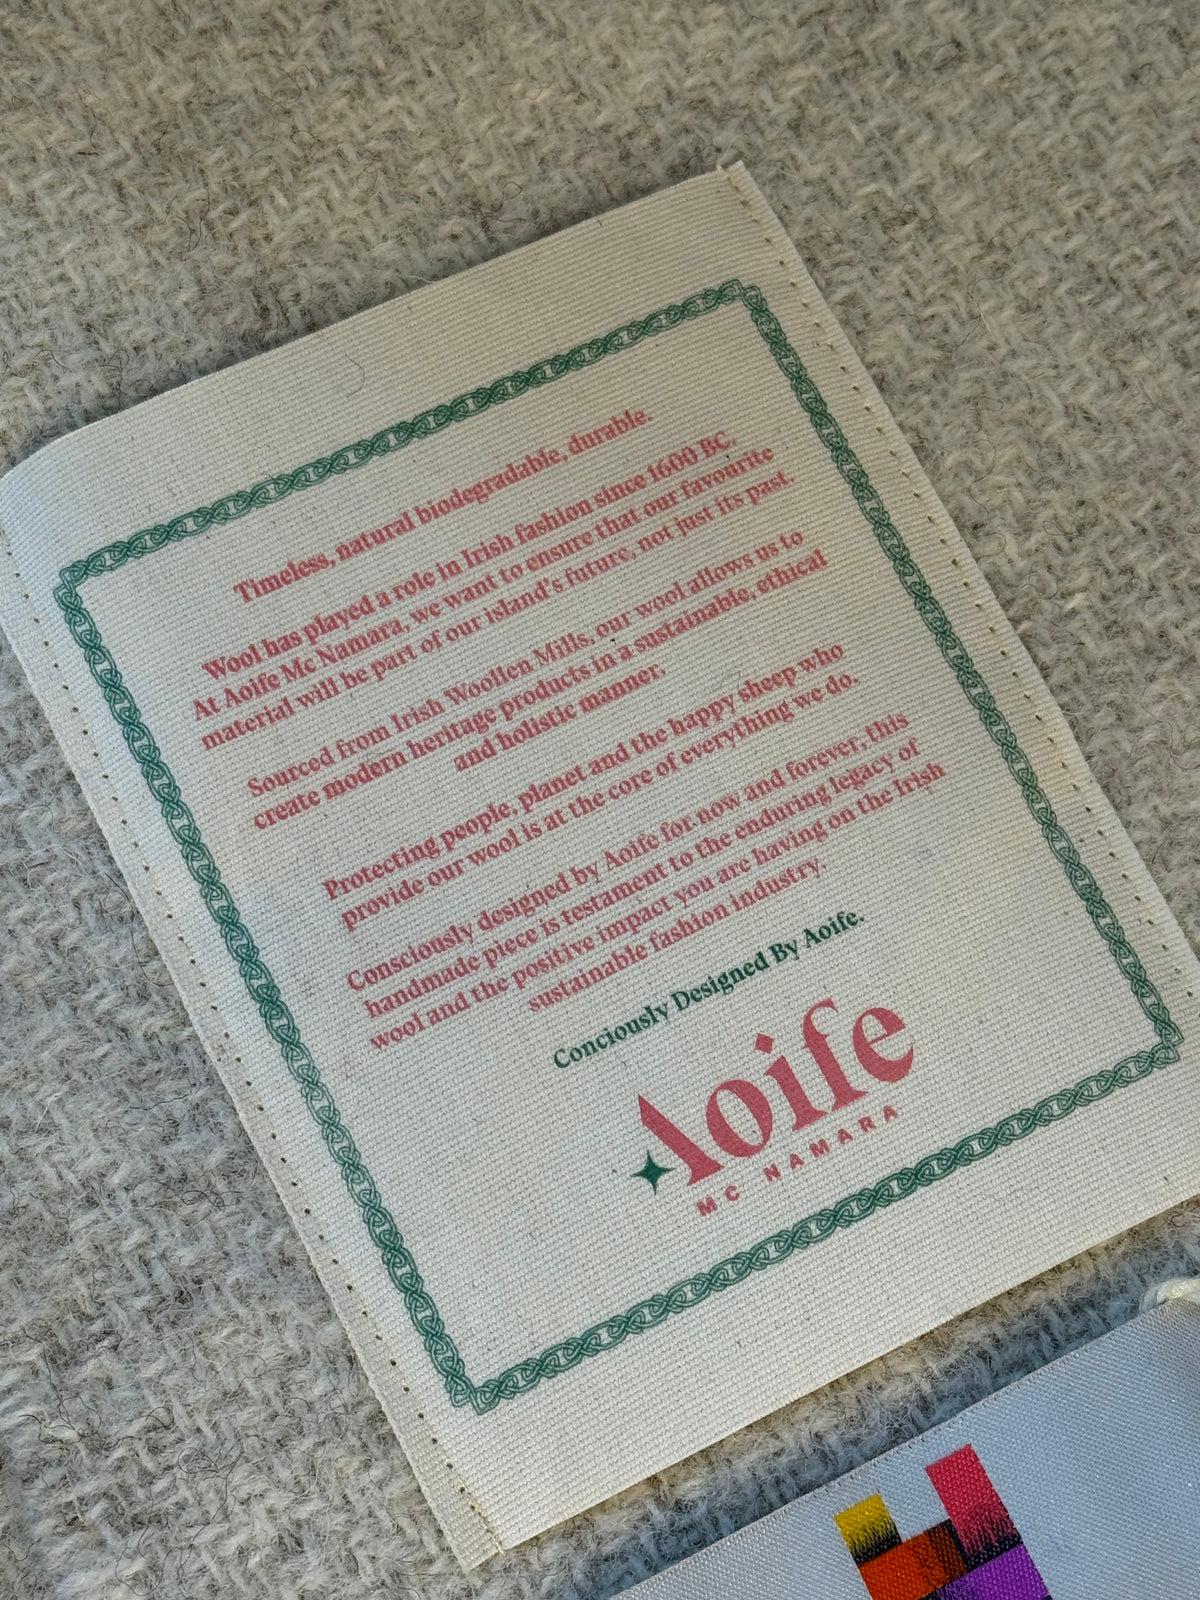 Timeless, natural biodegradable, durable.
Wool has played a role in Irish fashion since 1600 BC.
At Aoife Mc Namara, we want to ensure that our favourite
material will be part of our island's future, not just its past.
Sourced from Irish Woollen Mills, our wool allows us to
create modern heritage products in a sustainable, ethical
and holistic manner.
Protecting people, planet and the happy sheep who
provide our wool is at the core of everything we do.
Consciously designed by Aoife for now and forever, this
handmade piece is testament to the enduring legacy of
wool and the positive impact you are having on the Irish
sustainable fashion industry.
Conciously Designed By Aoife.
Aoife
MC NAMARA